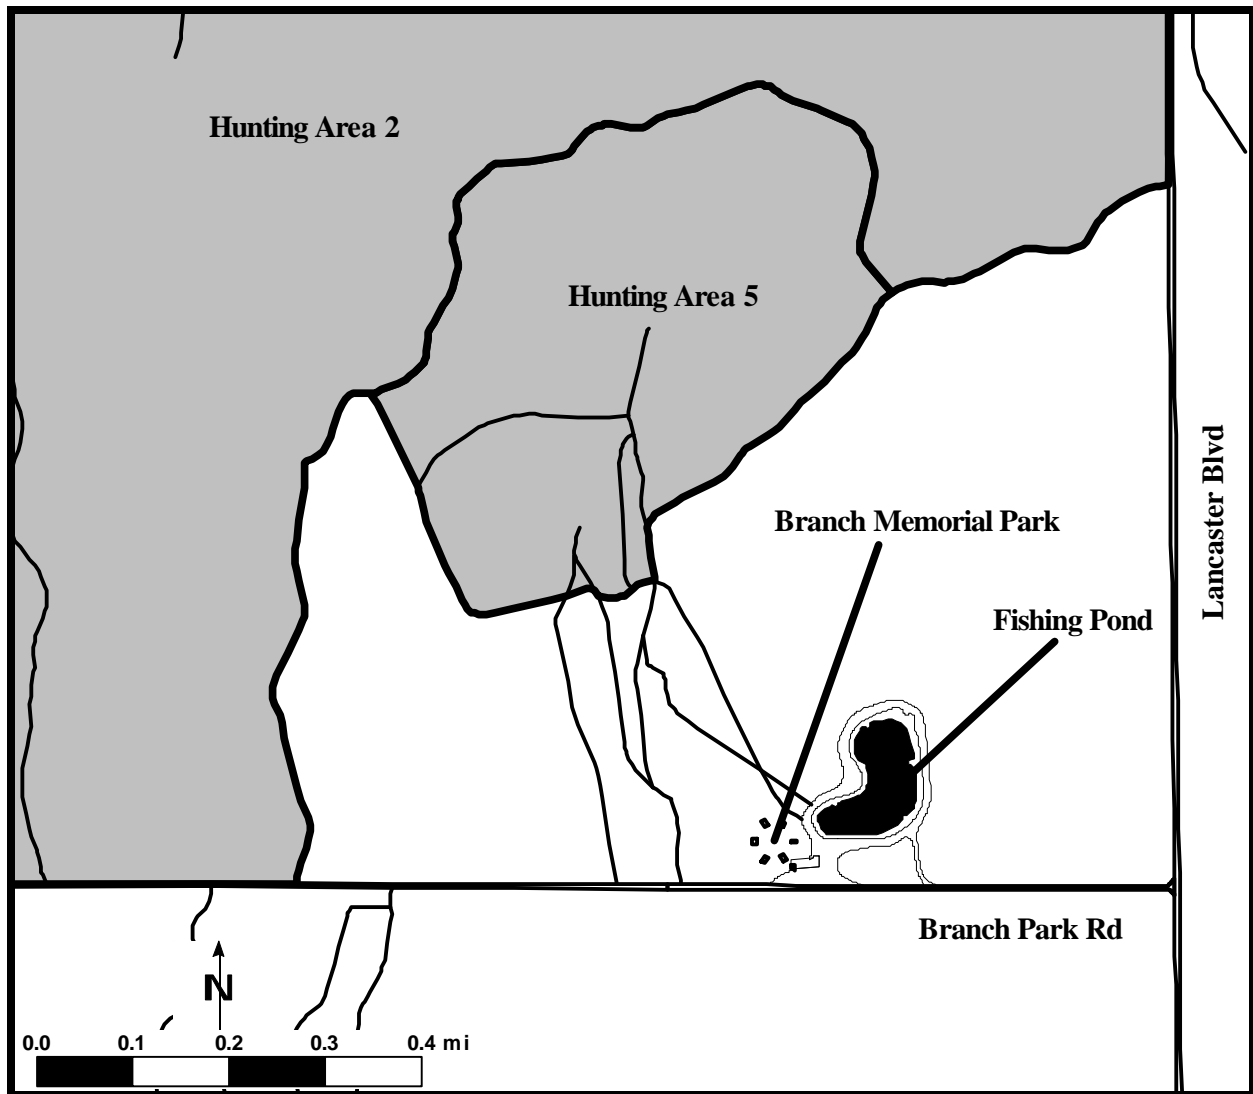 Hunting Area 2
Hunting Area 5
Branch Memorial Park
Fishing Pond
Lancaster Blvd
Branch Park Rd
N
0.0 0.1 0.2 0.3 0.4 mi